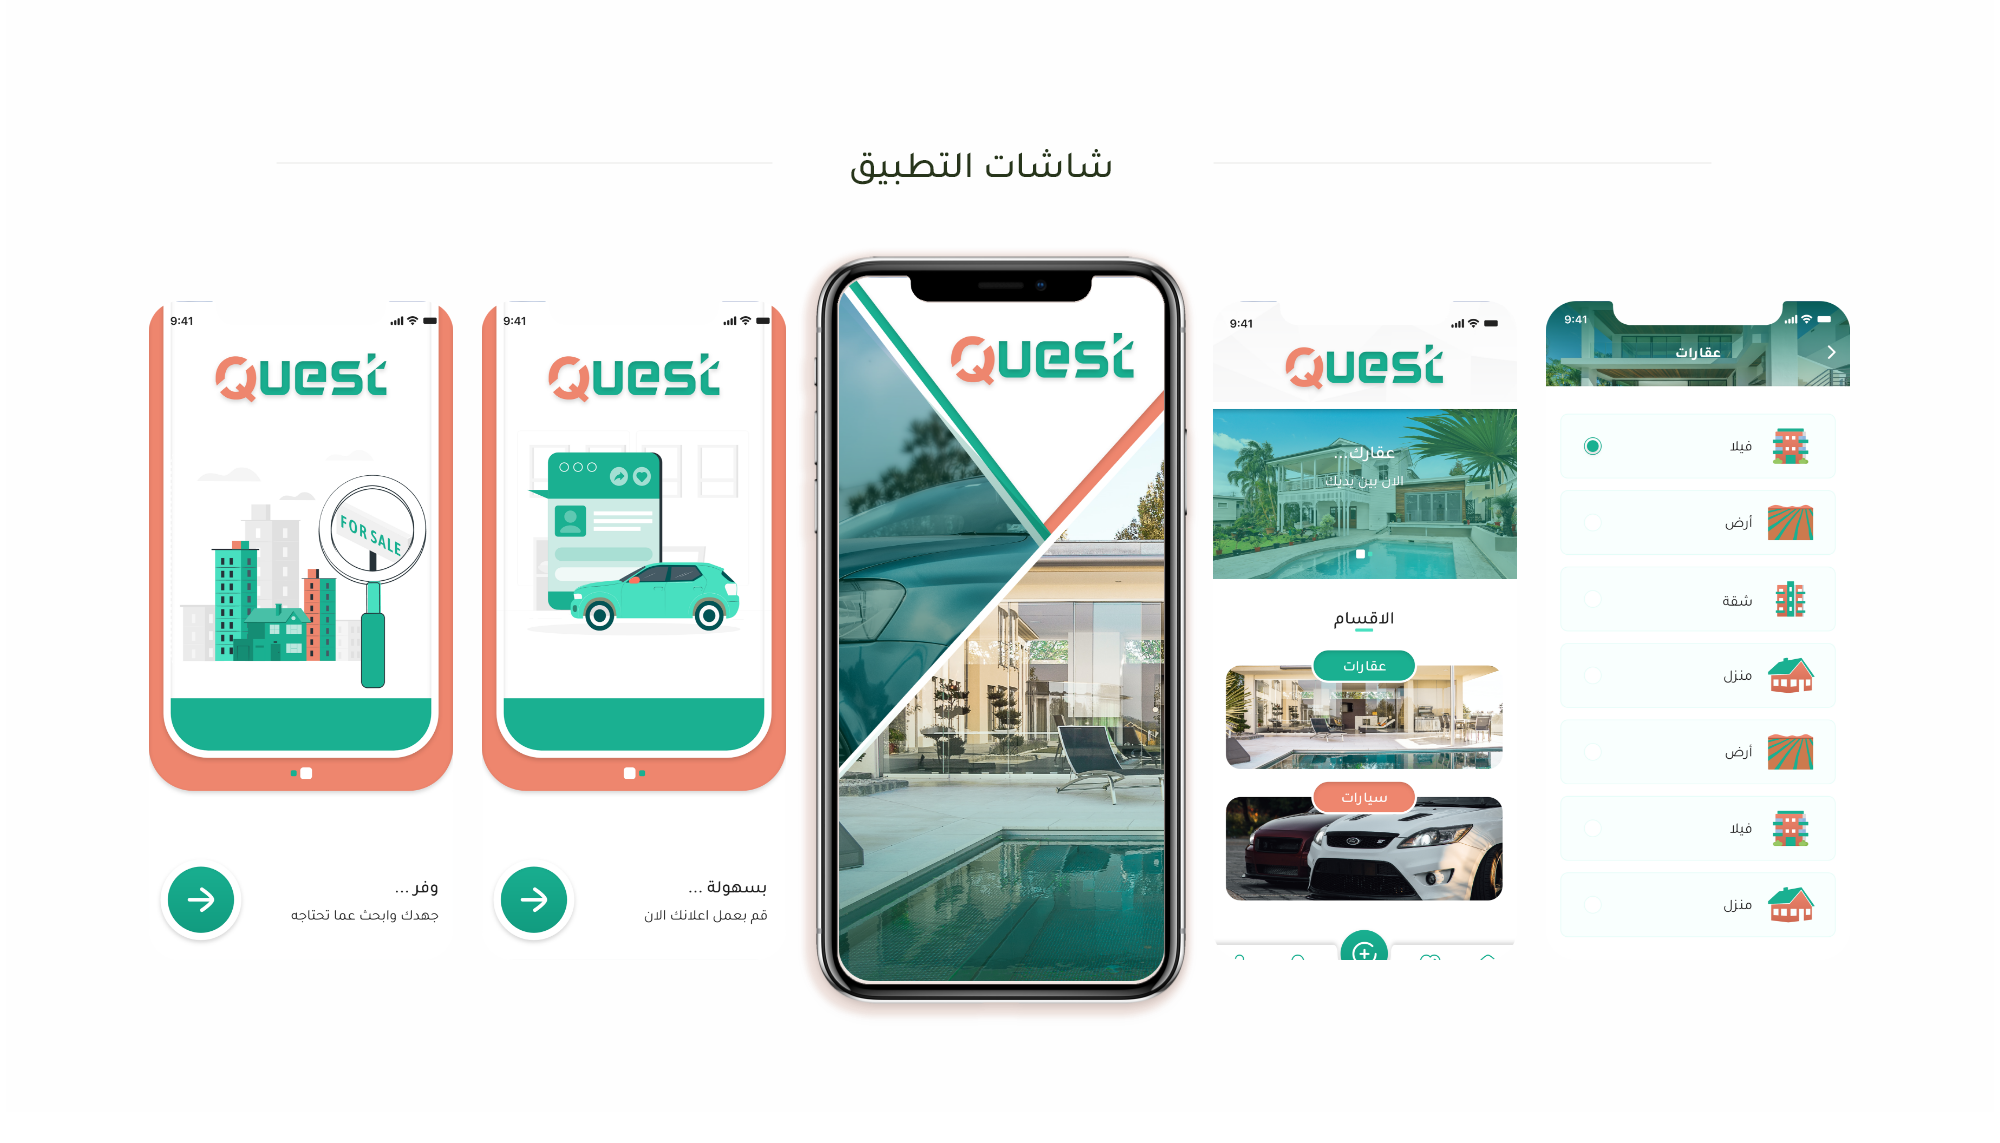 شاشات التطبيق
9:41
Quest
FOR SALE
وفر ...
جهدك وابحث عما تحتاجه
9:41
Quest
بسهولة ...
قم بعمل اعلانك الان
Quest
9:41
Quest
عقارك...
الان بين يديك
الاقسام
عقارات
سيارات
9:41
عقارات
فيلا
أرض
شقة
منزل
أرض
فيلا
منزل